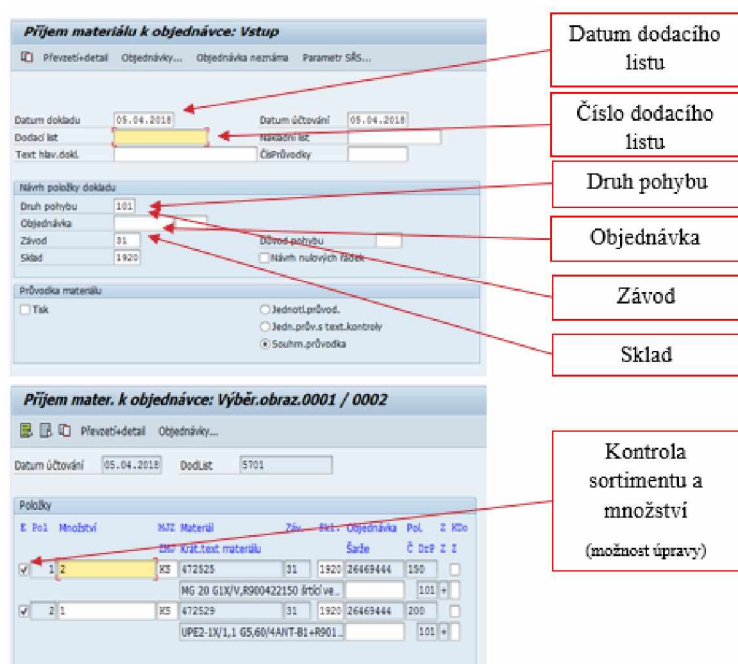 Příjem materiálu k objednávce: Vstup
Převzetí+detail Objednávky... Objednávka neznáma Parametr SŘS...
Datum dokladu 05.04.2018 Datum účtování 05.04.2018
Dodací list Nákladní list
Text hlav.dokl. ČísPrůvodky
Návrh položky dokladu
Druh pohybu 101
Objednávka
Závod 31 Důvod pohybu
Sklad 1920 Návrh nulových řádek
Průvodka materiálu
Tisk Jednotl.průvod.
Jedn.prův.s text.kontroly
Souhrn.průvodka
Datum dodacího
listu
Číslo dodacího
listu
Druh pohybu
Objednávka
Závod
Sklad
Příjem mater. k objednávce: Výběr.obraz.0001 / 0002
Převzetí+detail Objednávky...
Datum účtování 05.04.2018 DodList 5701
Položky
E Pol Množství MJZ Materiál Záv. Skl. Objednávka Pol. Z KDo
Krát.text materiálu Šarže Č DrP Z Z
1 2 KS 472525 31 1920 26469444 150
MG 20 G1X/V,R900422150 škrtící ve.. 101 +
2 1 KS 472529 31 1920 26469444 200
UPE2-1X/1,1 G5,60/4ANT-B1+R901.. 101 +
Kontrola
sortimentu a
množství
(možnost úpravy)